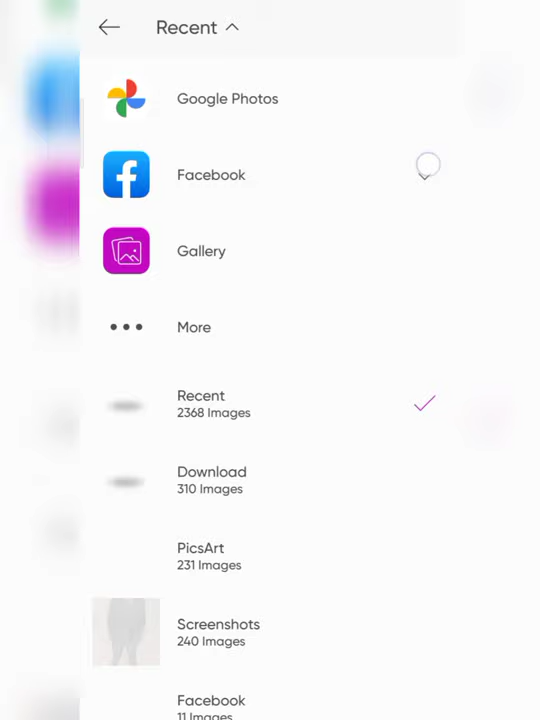 Recent
Google Photos
Facebook
Gallery
More
Recent
2368 Images
Download
310 Images
PicsArt
231 Images
Screenshots
240 Images
Facebook
11 Images